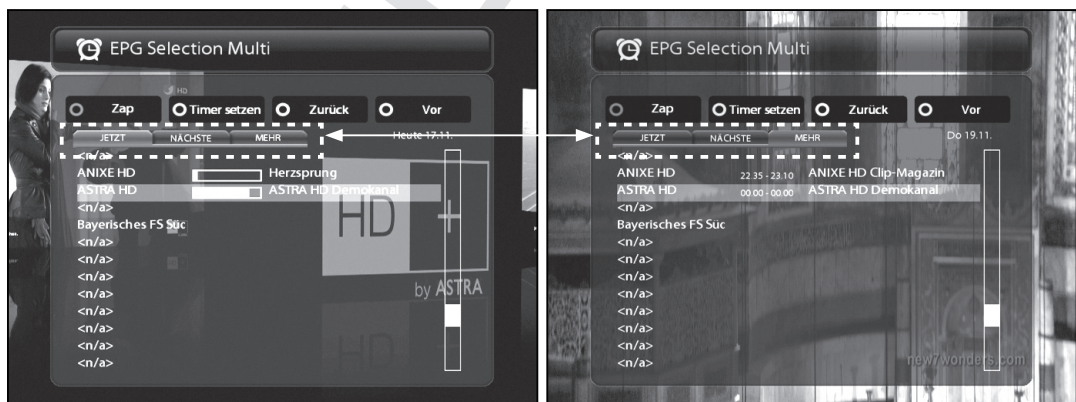 EPG Selection Multi
HD
Zap Timer setzen Zurück Vor
JETZT NÄCHSTE MEHR Heute 17.11.
<n/a>
ANIXE HD Herzsprung
ASTRA HD ASTRA HD Demokanal
<n/a>
Bayerisches FS Süc
<n/a>
<n/a>
<n/a>
<n/a>
<n/a>
<n/a>
<n/a>
<n/a>
HD+
by ASTRA
HD
EPG Selection Multi
Zap Timer setzen Zurück Vor
JETZT NÄCHSTE MEHR Do 19.11.
<n/a>
ANIXE HD 22:35 - 23:10 ANIXE HD Clip-Magazin
ASTRA HD 00:00 - 00:00 ASTRA HD Demokanal
<n/a>
Bayerisches FS Süc
<n/a>
<n/a>
<n/a>
<n/a>
<n/a>
<n/a>
<n/a>
<n/a>
new7wonders.com